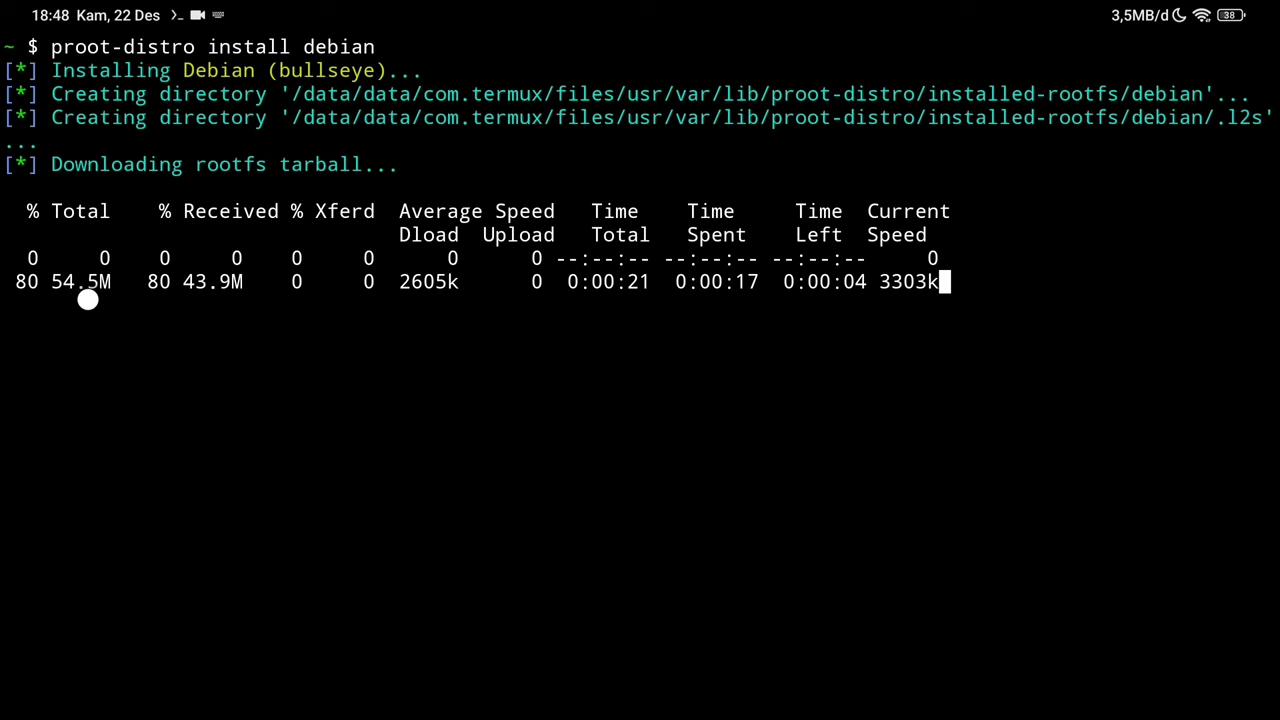 18:48 Kam, 22 Des >_ 3,5MB/d 38
~ $ proot-distro install debian
[*] Installing Debian (bullseye)...
[*] Creating directory '/data/data/com.termux/files/usr/var/lib/proot-distro/installed-rootfs/debian'...
[*] Creating directory '/data/data/com.termux/files/usr/var/lib/proot-distro/installed-rootfs/debian/.l2s'
...
[*] Downloading rootfs tarball...
% Total % Received % Xferd Average Speed Time Time Time Current
Dload Upload Total Spent Left Speed
0 0 0 0 0 0 0 0 --:--:-- --:--:-- --:--:-- 0
80 54.5M 80 43.9M 0 0 2605k 0 0:00:21 0:00:17 0:00:04 3303k